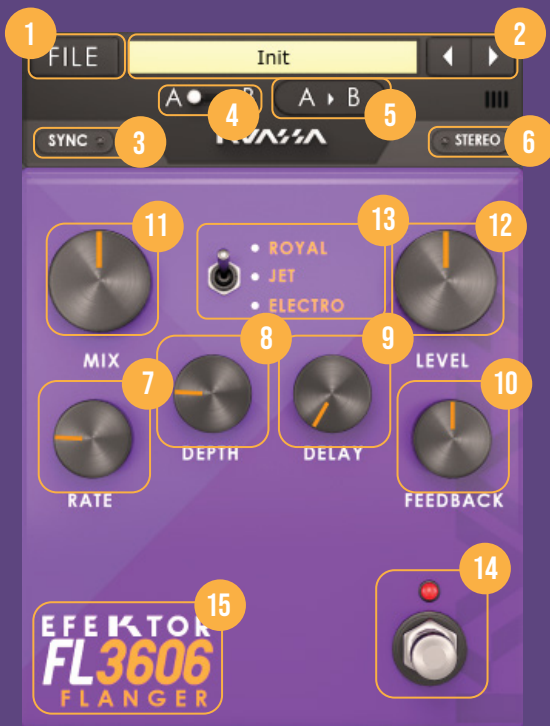 1 FILE Init 2
A B 4 A B 5
SYNC 3 KUASSA STEREO 6
11 13 12
ROYAL
JET
ELECTRO
MIX 8 9 LEVEL
7 10
DEPTH DELAY
RATE FEEDBACK
14
15
EFEKTOR
FL3606
FLANGER